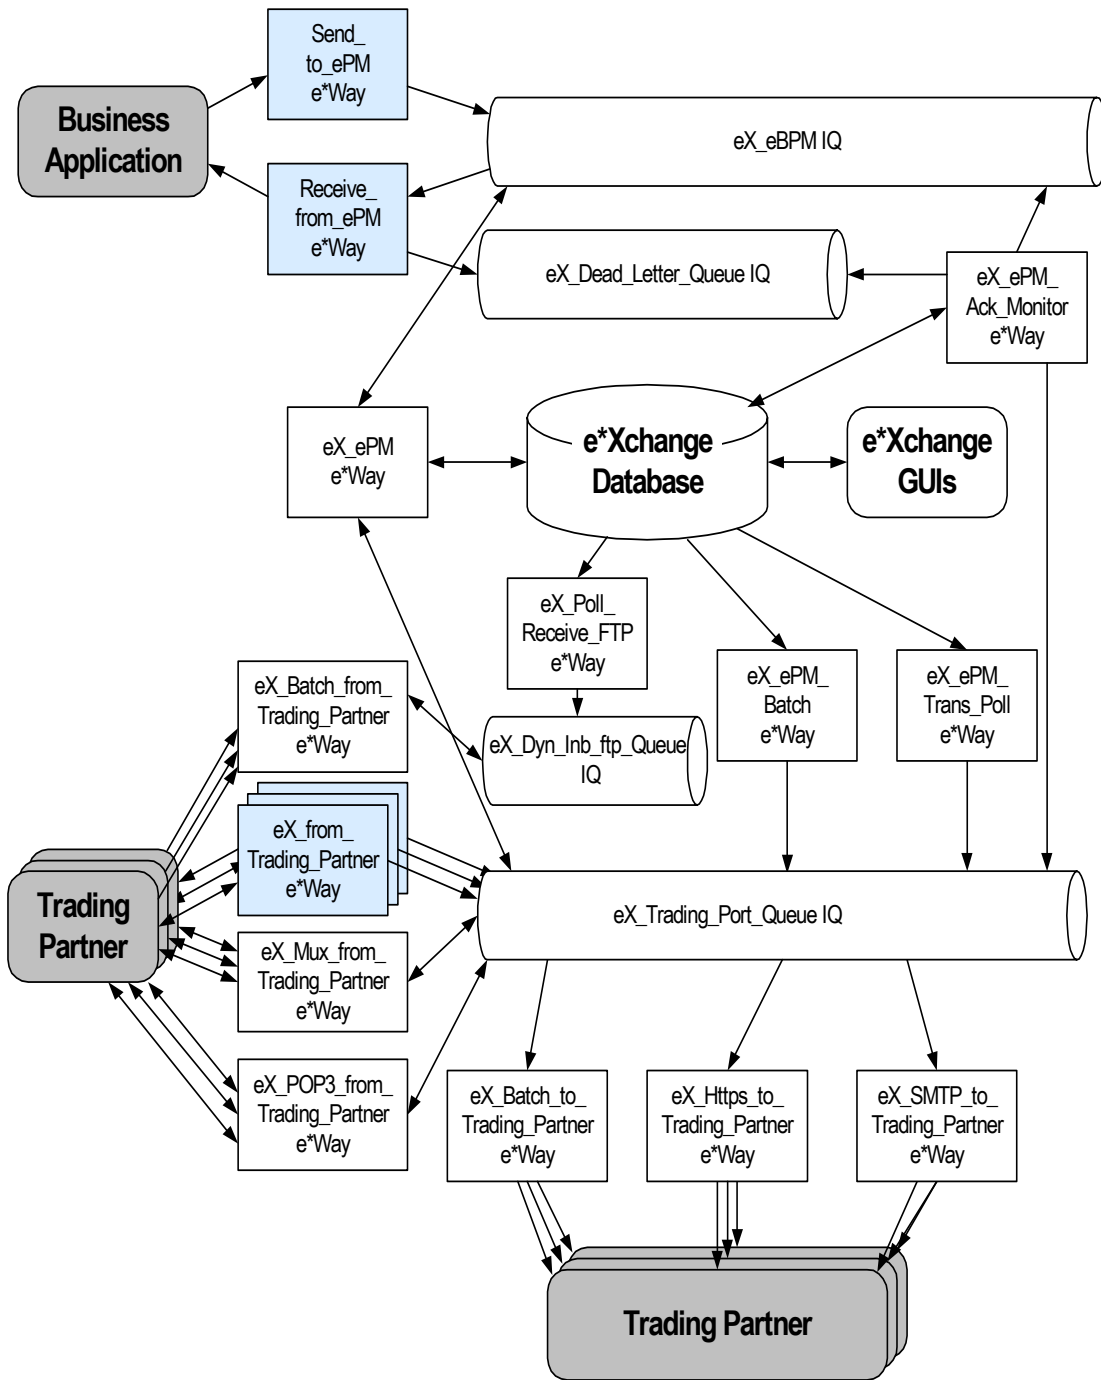 Send_
to_ePM
e*Way
Business
Application
eX_eBPM IQ
Receive_
from_ePM
e*Way
eX_Dead_Letter_Queue IQ
eX_ePM_
Ack_Monitor
e*Way
eX_ePM
e*Way
e*Xchange
Database
e*Xchange
GUIs
eX_Poll_
Receive_FTP
e*Way
eX_Batch_from_
Trading_Partner
e*Way
eX_ePM_
Batch
e*Way
eX_ePM_
Trans_Poll
e*Way
eX_Dyn_Inb_ftp_Queue
IQ
eX_from_
Trading_Partner
e*Way
Trading
Partner
eX_Trading_Port_Queue IQ
eX_Mux_from_
Trading_Partner
e*Way
eX_POP3_from_
Trading_Partner
e*Way
eX_Batch_to_
Trading_Partner
e*Way
eX_Https_to_
Trading_Partner
e*Way
eX_SMTP_to_
Trading_Partner
e*Way
Trading Partner